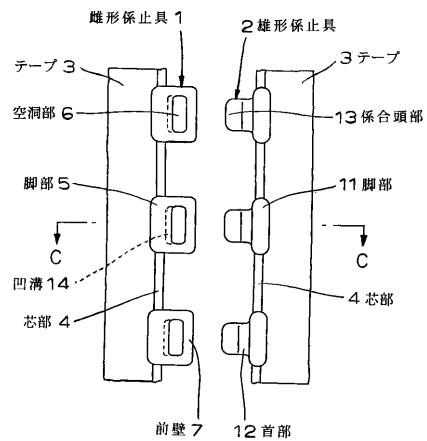 雌形係止具 1
2 雄形係止具
テープ 3
3 テープ
空洞部 6
13 係合頭部
脚部 5
11 脚部
C
C
凹溝 14
芯部 4
4 芯部
前壁 7
12 首部